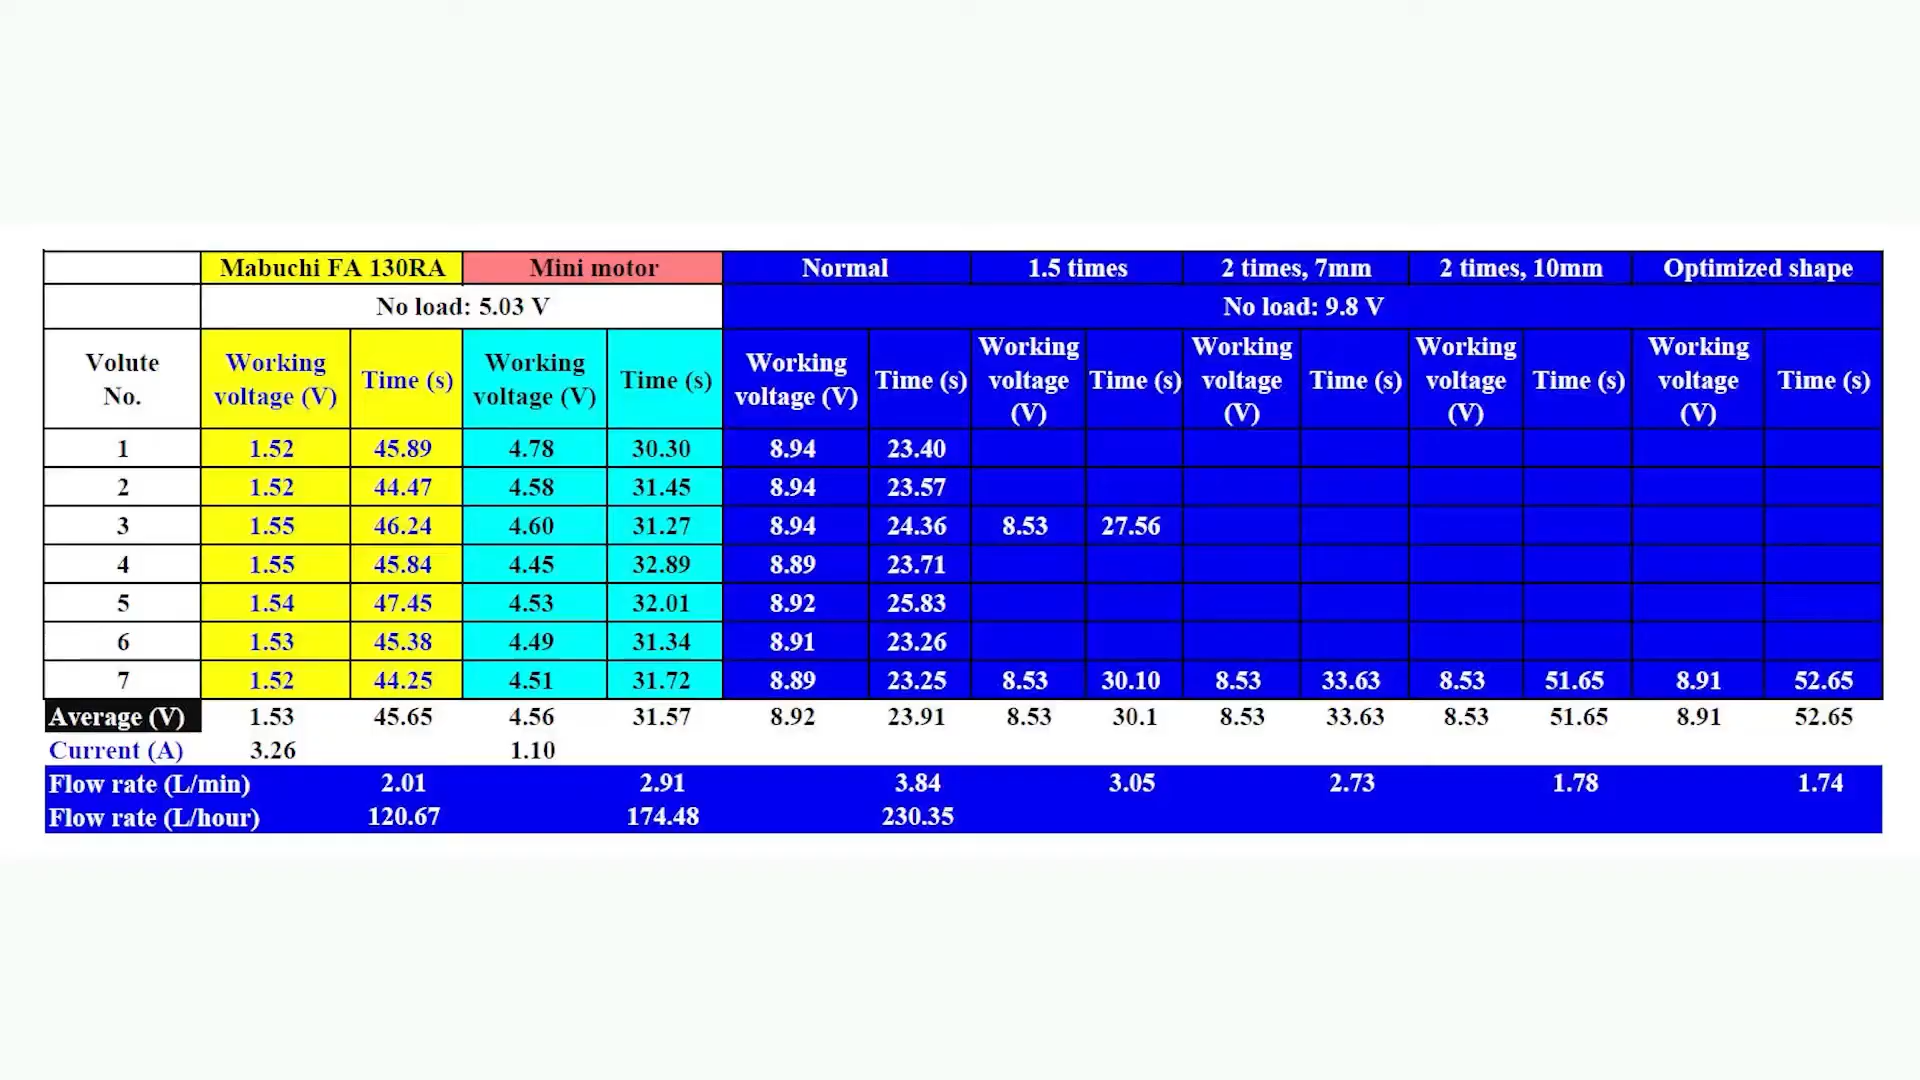 Mabuchi FA 130RA Mini motor Normal 1.5 times 2 times, 7mm 2 times, 10mm Optimized shape
No load: 5.03 V No load: 9.8 V
Volute No. Working voltage (V) Time (s) Working voltage (V) Time (s) Working voltage (V) Time (s) Working voltage (V) Time (s) Working voltage (V) Time (s) Working voltage (V) Time (s) Working voltage (V) Time (s)
1 1.52 45.89 4.78 30.30 8.94 23.40
2 1.52 44.47 4.58 31.45 8.94 23.57
3 1.55 46.24 4.60 31.27 8.94 24.36 8.53 27.56
4 1.55 45.84 4.45 32.89 8.89 23.71
5 1.54 47.45 4.53 32.01 8.92 25.83
6 1.53 45.38 4.49 31.34 8.91 23.26
7 1.52 44.25 4.51 31.72 8.89 23.25 8.53 30.10 8.53 33.63 8.53 51.65 8.91 52.65
Average (V) 1.53 45.65 4.56 31.57 8.92 23.91 8.53 30.1 8.53 33.63 8.53 51.65 8.91 52.65
Current (A) 3.26 1.10
Flow rate (L/min) 2.01 2.91 3.84 3.05 2.73 1.78 1.74
Flow rate (L/hour) 120.67 174.48 230.35